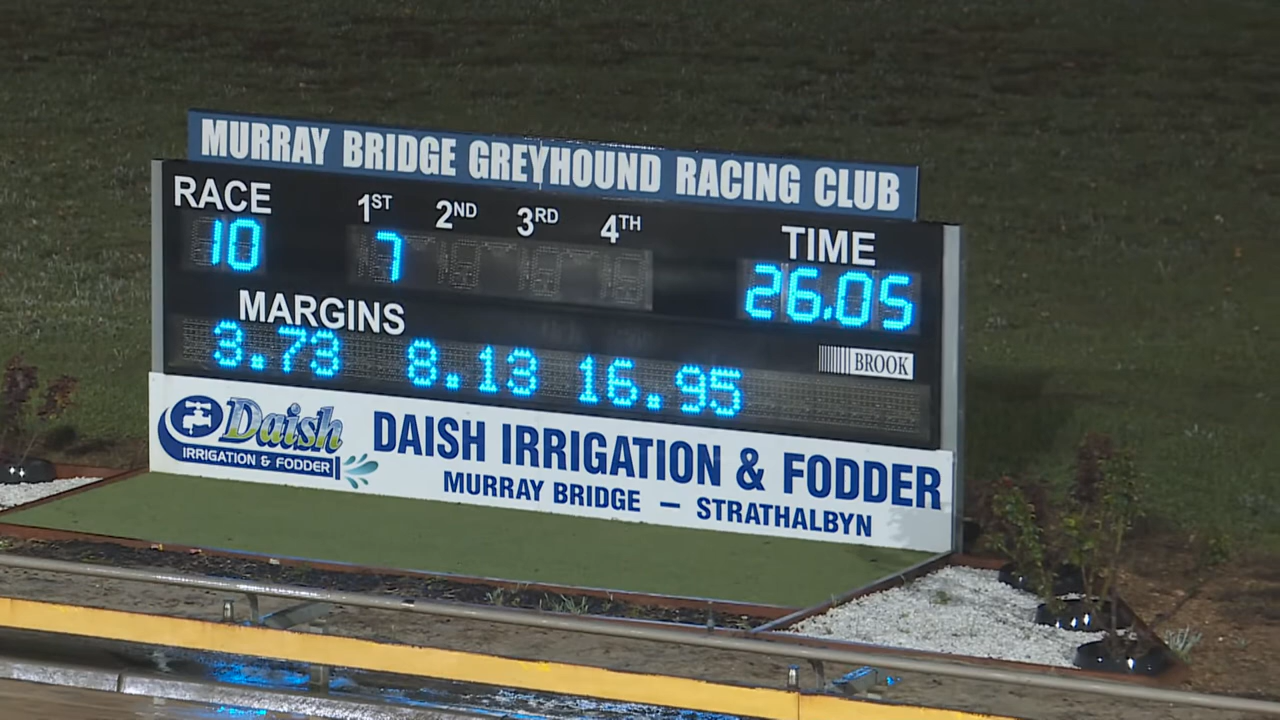 MURRAY BRIDGE GREYHOUND RACING CLUB
RACE 1ST 2ND 3RD 4TH TIME
10 7 26.05
MARGINS
3.73 8.13 16.95
BROOK
Daish
IRRIGATION & FODDER
DAISH IRRIGATION & FODDER
MURRAY BRIDGE — STRATHALBYN